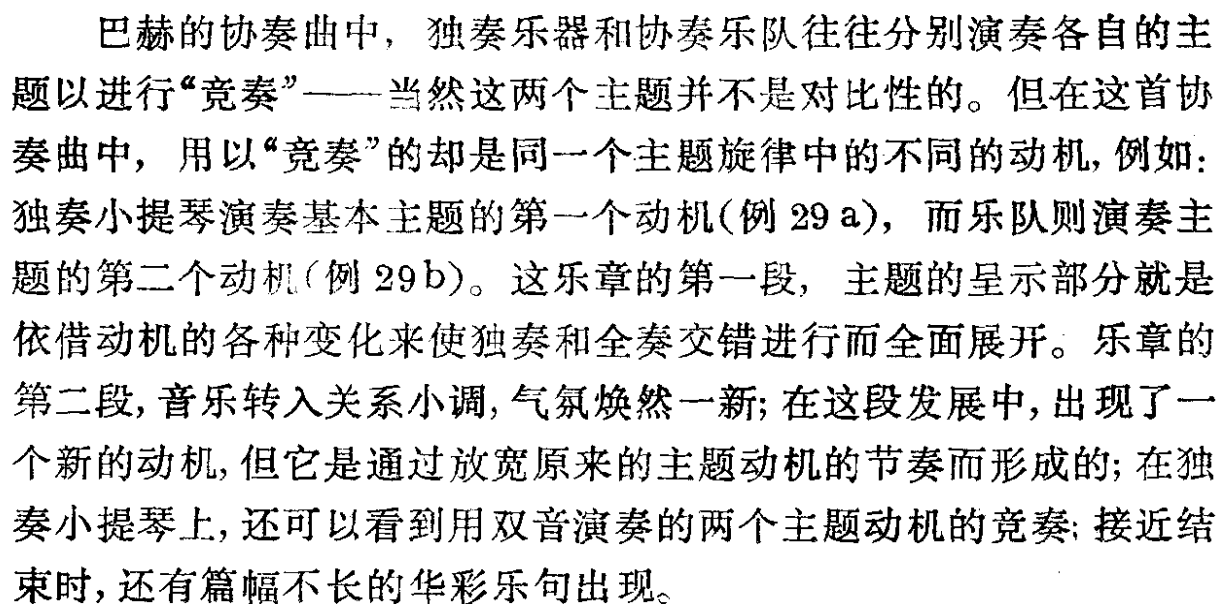 巴赫的协奏曲中，独奏乐器和协奏乐队往往分别演奏各自的主
题以进行“竞奏”——当然这两个主题并不是对比性的。但在这首协
奏曲中，用以“竞奏”的却是同一个主题旋律中的不同的动机，例如：
独奏小提琴演奏基本主题的第一个动机(例 29 a)，而乐队则演奏主
题的第二个动机(例 29b)。这乐章的第一段，主题的呈示部分就是
依借动机的各种变化来使独奏和全奏交错进行而全面展开。乐章的
第二段，音乐转入关系小调，气氛焕然一新；在这段发展中，出现了一
个新的动机，但它是通过放宽原来的主题动机的节奏而形成的；在独
奏小提琴上，还可以看到用双音演奏的两个主题动机的竞奏；接近结
束时，还有篇幅不长的华彩乐句出现。